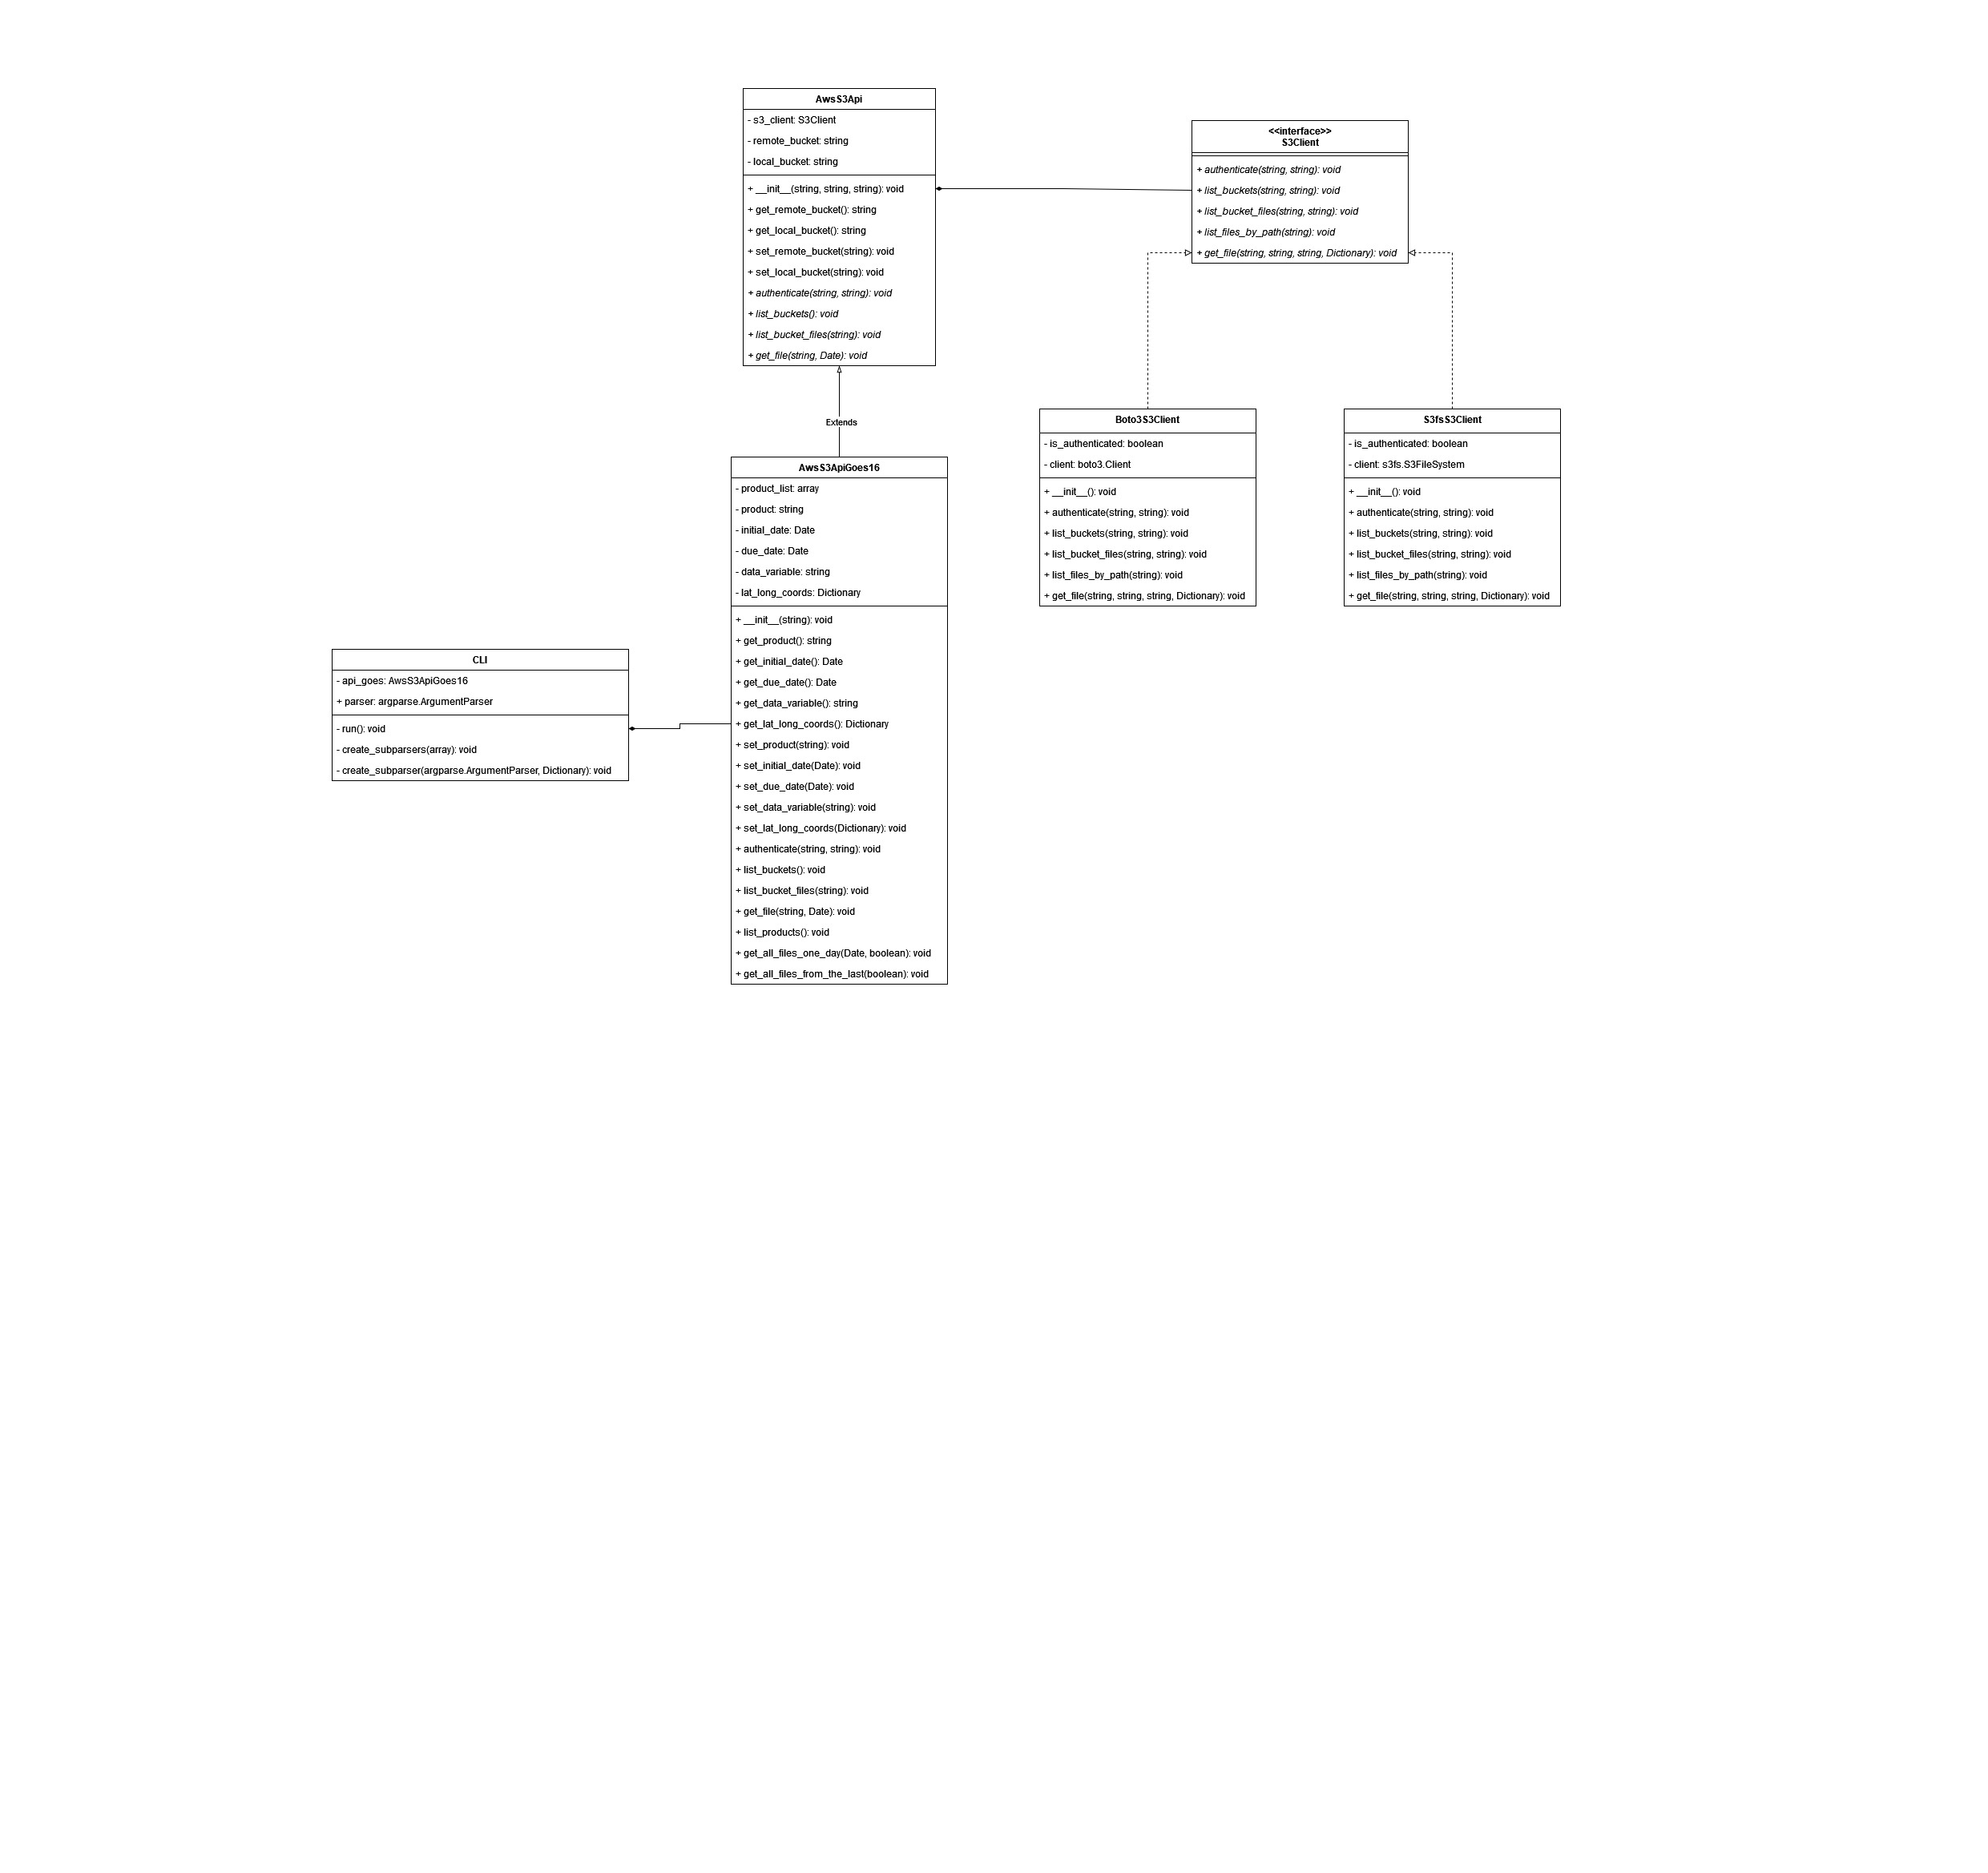 AwsS3Api
- s3_client: S3Client
- remote_bucket: string
- local_bucket: string
+ __init__(string, string, string): void
+ get_remote_bucket(): string
+ get_local_bucket(): string
+ set_remote_bucket(string): void
+ set_local_bucket(string): void
+ authenticate(string, string): void
+ list_buckets(): void
+ list_bucket_files(string): void
+ get_file(string, Date): void
<<interface>>
S3Client
+ authenticate(string, string): void
+ list_buckets(string, string): void
+ list_bucket_files(string, string): void
+ list_files_by_path(string): void
+ get_file(string, string, string, Dictionary): void
Extends
Boto3S3Client
- is_authenticated: boolean
- client: boto3.Client
+ __init__(): void
+ authenticate(string, string): void
+ list_buckets(string, string): void
+ list_bucket_files(string, string): void
+ list_files_by_path(string): void
+ get_file(string, string, string, Dictionary): void
S3fsS3Client
- is_authenticated: boolean
- client: s3fs.S3FileSystem
+ __init__(): void
+ authenticate(string, string): void
+ list_buckets(string, string): void
+ list_bucket_files(string, string): void
+ list_files_by_path(string): void
+ get_file(string, string, string, Dictionary): void
AwsS3ApiGoes16
- product_list: array
- product: string
- initial_date: Date
- due_date: Date
- data_variable: string
- lat_long_coords: Dictionary
+ __init__(string): void
+ get_product(): string
+ get_initial_date(): Date
+ get_due_date(): Date
+ get_data_variable(): string
+ get_lat_long_coords(): Dictionary
+ set_product(string): void
+ set_initial_date(Date): void
+ set_due_date(Date): void
+ set_data_variable(string): void
+ set_lat_long_coords(Dictionary): void
+ authenticate(string, string): void
+ list_buckets(): void
+ list_bucket_files(string): void
+ get_file(string, Date): void
+ list_products(): void
+ get_all_files_one_day(Date, boolean): void
+ get_all_files_from_the_last(boolean): void
CLI
- api_goes: AwsS3ApiGoes16
+ parser: argparse.ArgumentParser
- run(): void
- create_subparsers(array): void
- create_subparser(argparse.ArgumentParser, Dictionary): void